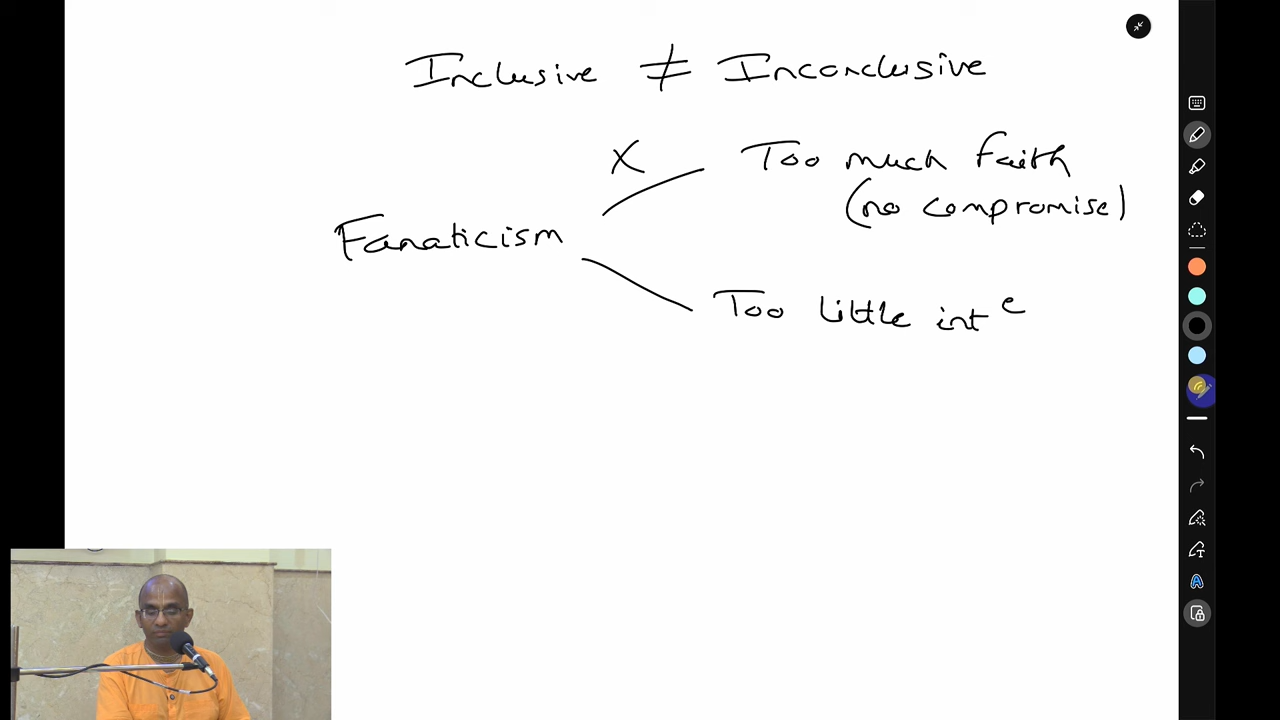 Inclusive ≠ Inconclusive
X Too much faith
(no compromise)
Fanaticism
Too little int e